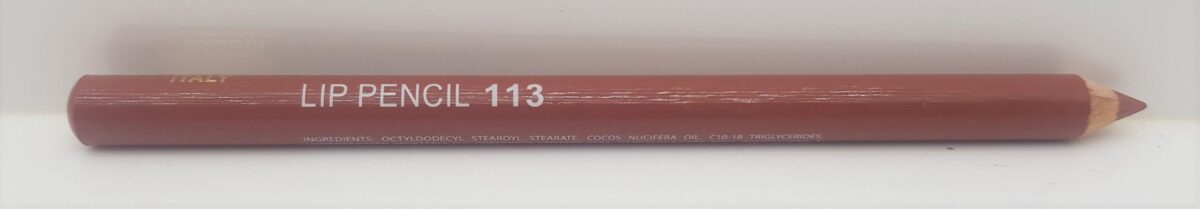 ITALY
LIP PENCIL 113
INGREDIENTS: OCTYLDODECYL STEAROYL STEARATE, COCOS NUCIFERA OIL, C10-18 TRIGLYCERIDES,